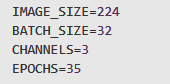 IMAGE_SIZE=224
BATCH_SIZE=32
CHANNELS=3
EPOCHS=35